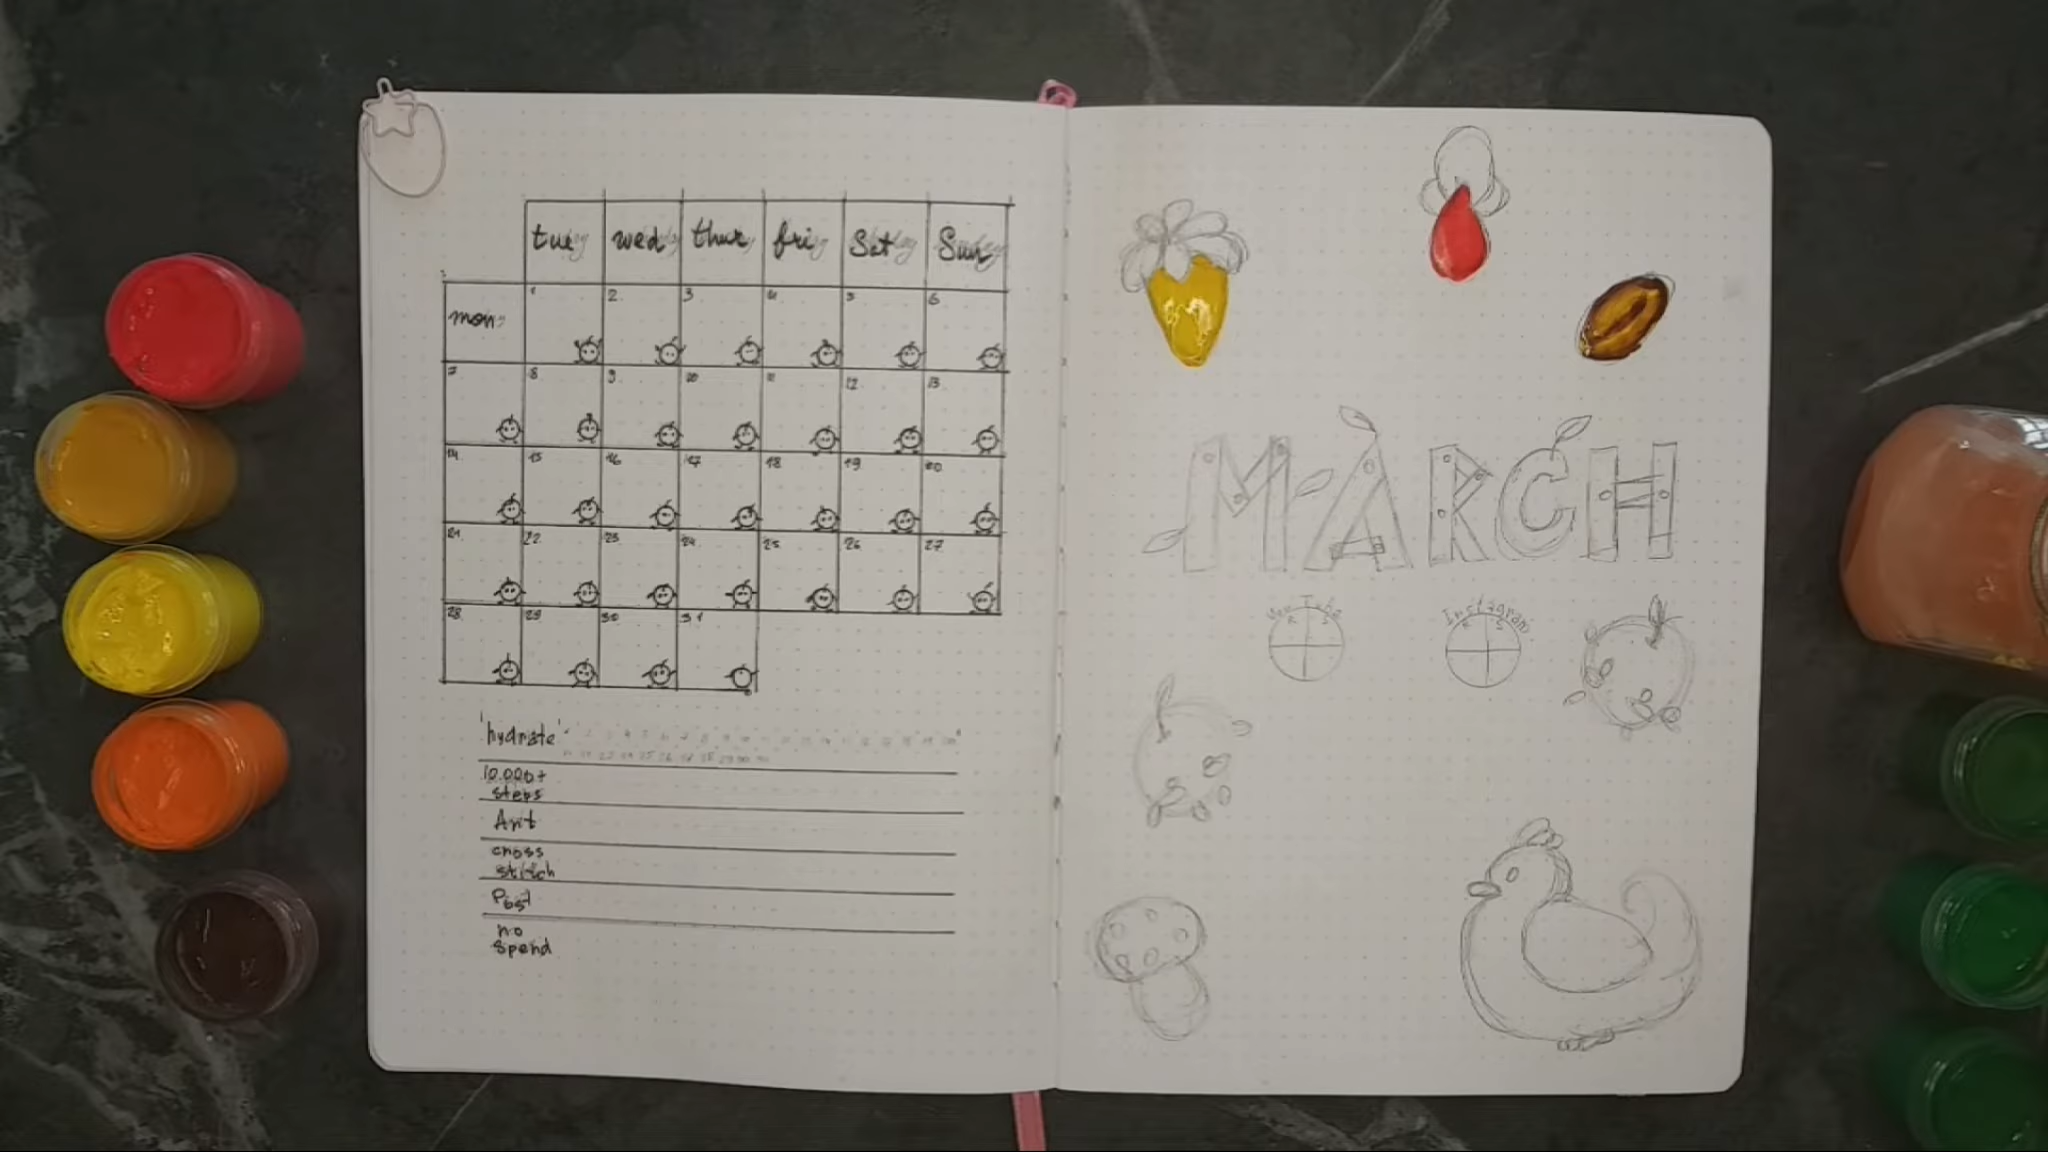 tue wed thur fri Sat Sun
mon 1 2 3 4 5 6
7 8 9 10 11 12 13
14 15 16 17 18 19 20
21 22 23 24 25 26 27
28 29 30 31
'hydrate'
10.000+
steps
Art
cross
stitch
Post
no
spend
MARCH
You Tube
R S
Instagram
R S